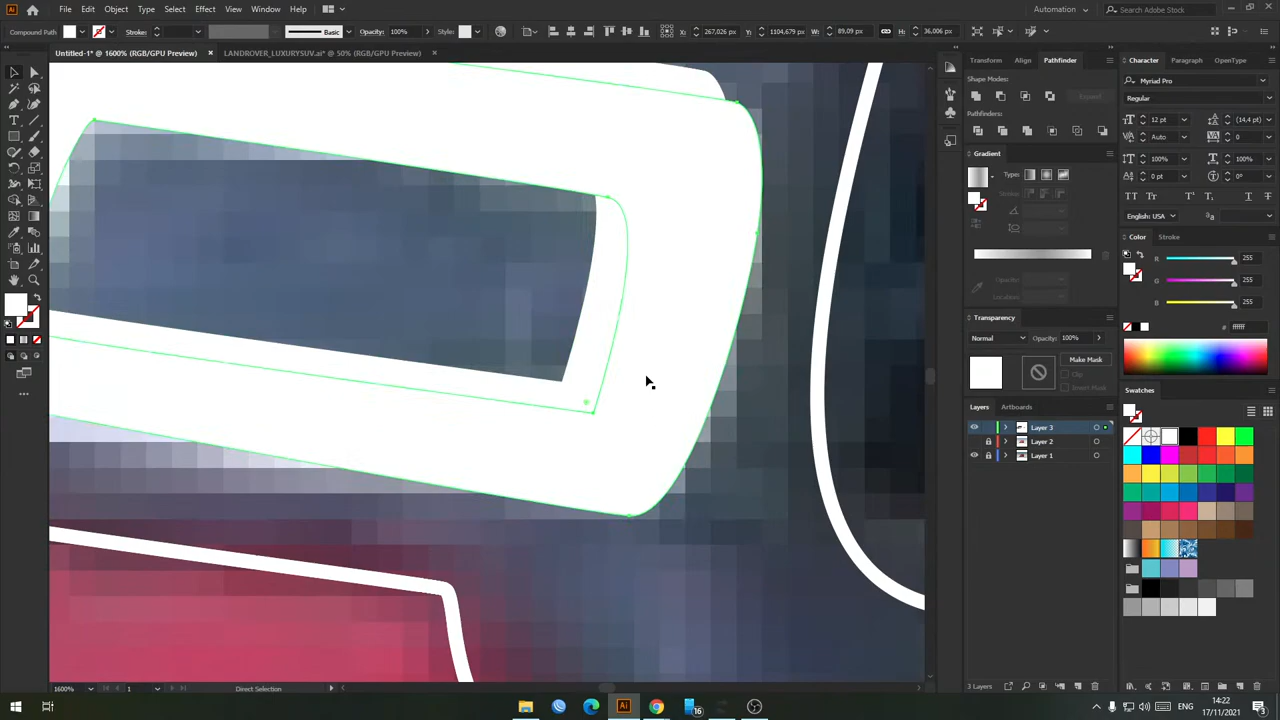 File Edit Object Type Select Effect View Window Help
Automation
Search Adobe Stock
Compound Path
Stroke:
Basic
Opacity: 100%
Style:
X: 267,026 px
Y: 1104,679 px
W: 89,09 px
H: 36,006 px
Untitled-1* @ 1600% (RGB/GPU Preview)
LANDROVER_LUXURYSUV.ai* @ 50% (RGB/GPU Preview)
Transform Align Pathfinder
Shape Modes:
Expand
Pathfinders:
Gradient
Type:
Stroke:
Opacity:
Location:
Transparency
Normal Opacity: 100%
Make Mask
Clip
Invert Mask
Layers Artboards
Layer 3
Layer 2
Layer 1
3 Layers
Character Paragraph OpenType
Myriad Pro
Regular
12 pt (14,4 pt)
Auto 0
100% 100%
0 pt 0°
English: USA
Color Stroke
R 255
G 255
B 255
# ffffff
Swatches
1600% 1 Direct Selection
16
ENG
14:22
17/11/2021